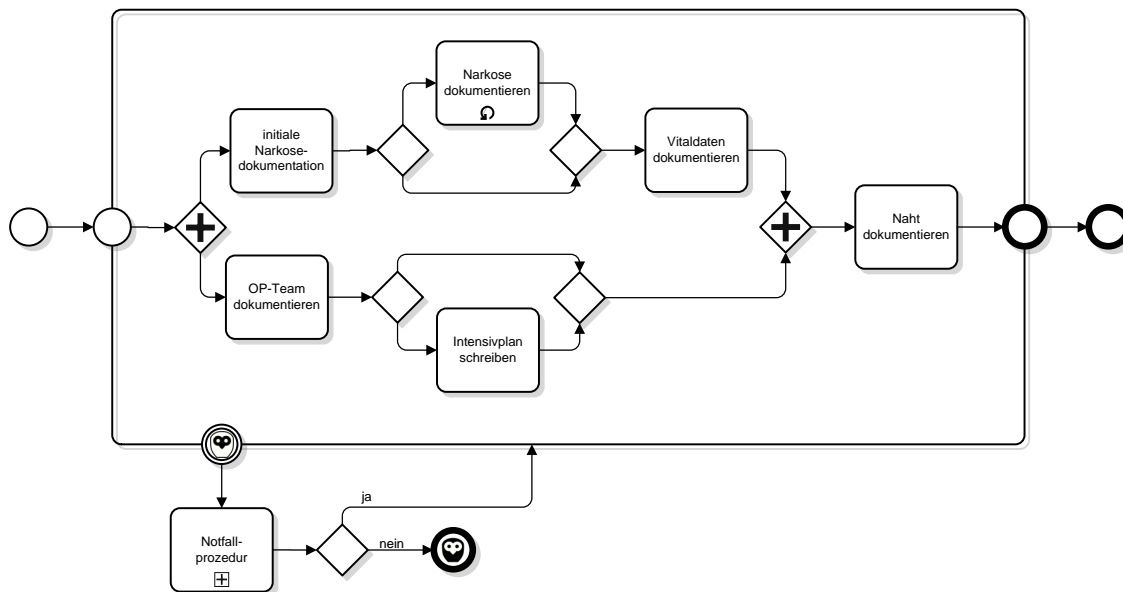 Narkose
dokumentieren
initiale
Narkose-
dokumentation
Vitaldaten
dokumentieren
Naht
dokumentieren
OP-Team
dokumentieren
Intensivplan
schreiben
ja
Notfall-
prozedur
nein